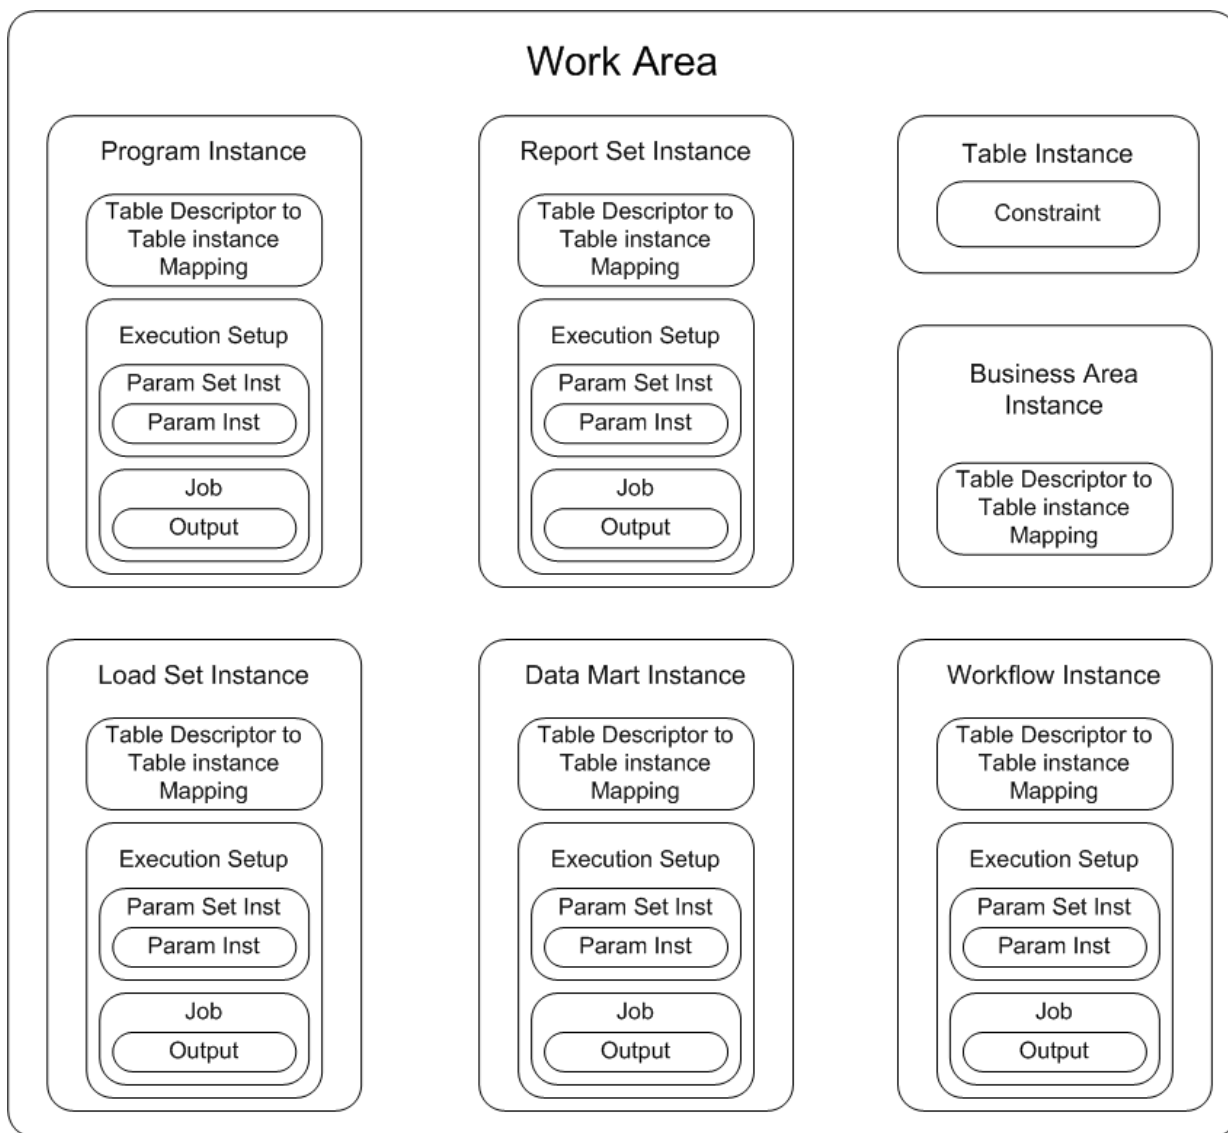 Work Area
Program Instance
Table Descriptor to
Table instance
Mapping
Execution Setup
Param Set Inst
Param Inst
Job
Output
Report Set Instance
Table Descriptor to
Table instance
Mapping
Execution Setup
Param Set Inst
Param Inst
Job
Output
Table Instance
Constraint
Business Area
Instance
Table Descriptor to
Table instance
Mapping
Load Set Instance
Table Descriptor to
Table instance
Mapping
Execution Setup
Param Set Inst
Param Inst
Job
Output
Data Mart Instance
Table Descriptor to
Table instance
Mapping
Execution Setup
Param Set Inst
Param Inst
Job
Output
Workflow Instance
Table Descriptor to
Table instance
Mapping
Execution Setup
Param Set Inst
Param Inst
Job
Output